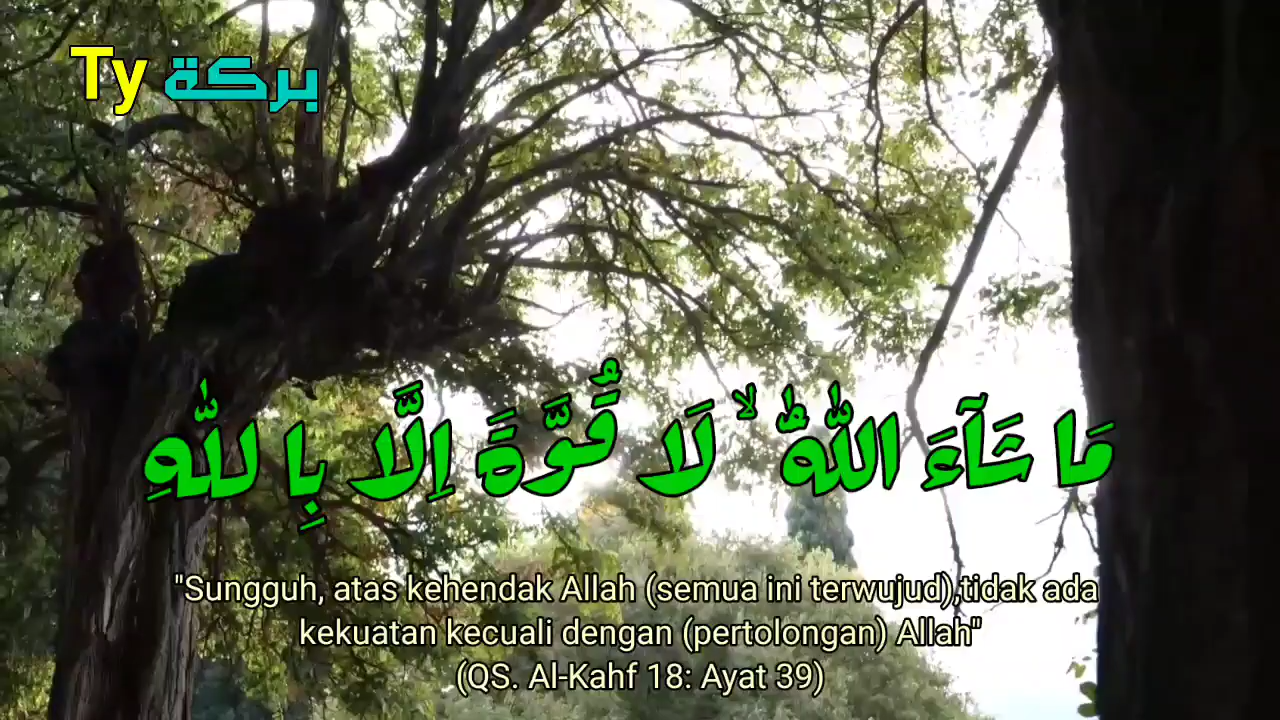 Ty بركة
مَا شَآءَ اللّٰهُ ۙ لَا قُوَّةَ اِلَّا بِا للّٰهِ
"Sungguh, atas kehendak Allah (semua ini terwujud),tidak ada
kekuatan kecuali dengan (pertolongan) Allah"
(QS. Al-Kahf 18: Ayat 39)